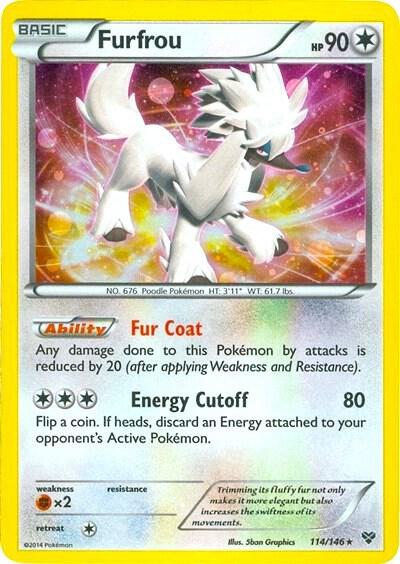 BASIC
Furfrou
HP 90
NO. 676 Poodle Pokémon HT: 3'11" WT: 61.7 lbs.
Ability Fur Coat
Any damage done to this Pokémon by attacks is
reduced by 20 (after applying Weakness and Resistance).
Energy Cutoff 80
Flip a coin. If heads, discard an Energy attached to your
opponent's Active Pokémon.
weakness resistance
×2
retreat
Trimming its fluffy fur not only
makes it more elegant but also
increases the swiftness of its
movements.
©2014 Pokémon
Illus. 5ban Graphics 114/146 ★
XY